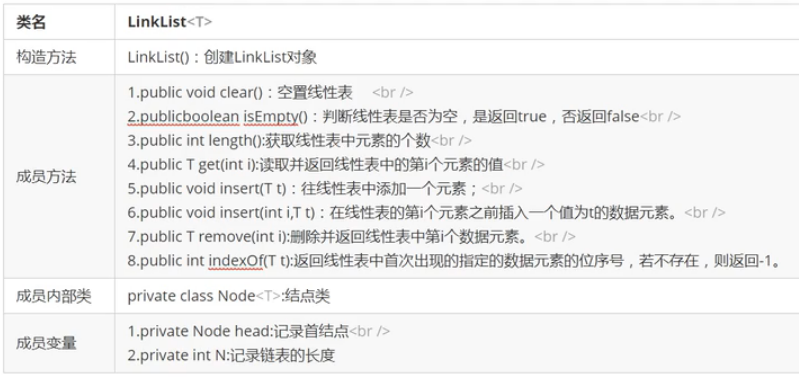 类名 LinkList<T>
构造方法 LinkList()：创建LinkList对象
1.public void clear()：空置线性表 <br />
2.publicboolean isEmpty()：判断线性表是否为空，是返回true，否返回false<br />
3.public int length():获取线性表中元素的个数<br />
4.public T get(int i):读取并返回线性表中的第i个元素的值<br />
成员方法
5.public void insert(T t)：往线性表中添加一个元素；<br />
6.public void insert(int i,T t)：在线性表的第i个元素之前插入一个值为t的数据元素。<br />
7.public T remove(int i):删除并返回线性表中第i个数据元素。<br />
8.public int indexOf(T t):返回线性表中首次出现的指定的数据元素的位序号，若不存在，则返回-1。
成员内部类 private class Node<T>:结点类
成员变量
1.private Node head:记录首结点<br />
2.private int N:记录链表的长度